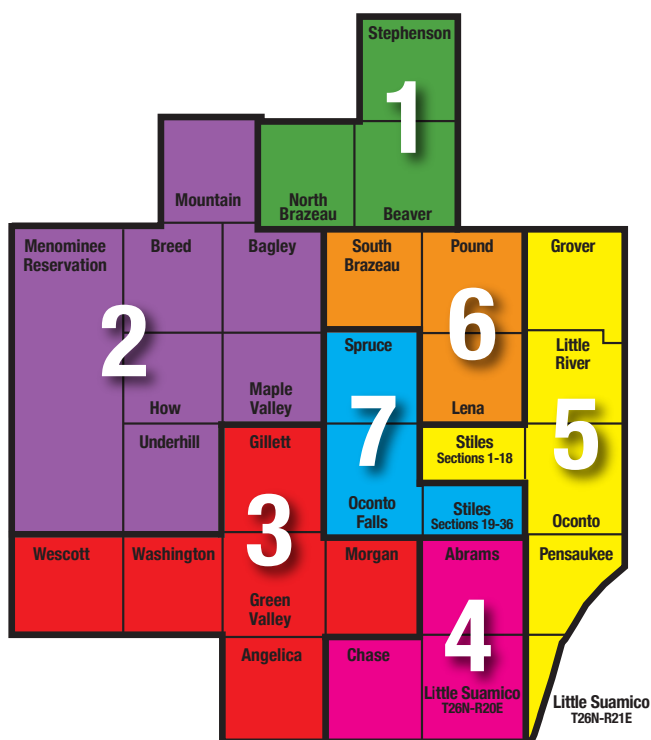 Stephenson
1
Mountain
North
Brazeau
Beaver
Menominee
Reservation
Breed
Bagley
South
Brazeau
Pound
Grover
2
6
Spruce
Little
River
How
Maple
Valley
7
Lena
5
Underhill
Gillett
Stiles
Sections 1-18
3
Oconto
Falls
Stiles
Sections 19-36
Oconto
Wescott
Washington
Morgan
Abrams
Pensaukee
Green
Valley
4
Angelica
Chase
Little Suamico
T26N-R20E
Little Suamico
T26N-R21E